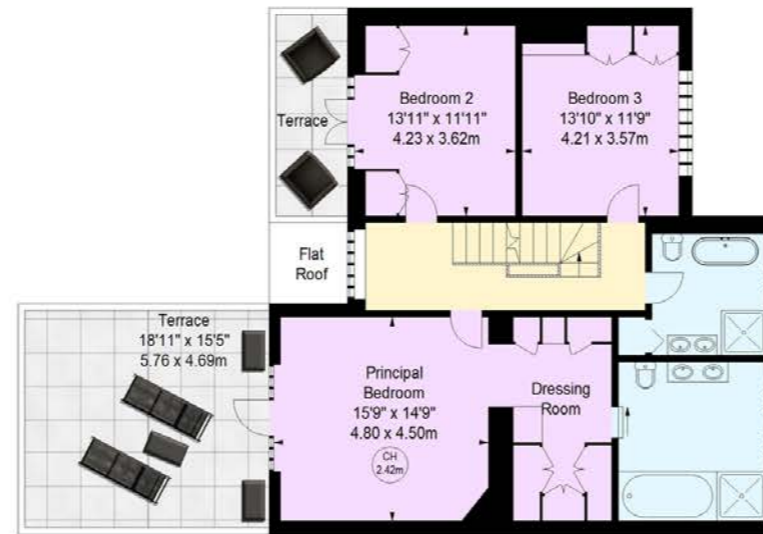 Bedroom 2
13'11" x 11'11"
4.23 x 3.62m
Bedroom 3
13'10" x 11'9"
4.21 x 3.57m
Terrace
Flat
Roof
Terrace
18'11" x 15'5"
5.76 x 4.69m
Principal
Bedroom
15'9" x 14'9"
4.80 x 4.50m
CH
2.42m
Dressing
Room